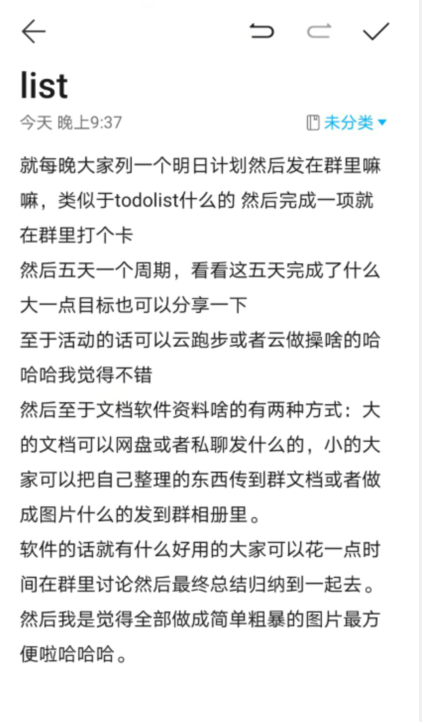 list
今天 晚上9:37 未分类
就每晚大家列一个明日计划然后发在群里嘛
嘛，类似于todolist什么的 然后完成一项就
在群里打个卡
然后五天一个周期，看看这五天完成了什么
大一点目标也可以分享一下
至于活动的话可以云跑步或者云做操啥的哈
哈哈我觉得不错
然后至于文档软件资料啥的有两种方式：大
的文档可以网盘或者私聊发什么的，小的大
家可以把自己整理的东西传到群文档或者做
成图片什么的发到群相册里。
软件的话就有什么好用的大家可以花一点时
间在群里讨论然后最终总结归纳到一起去。
然后我是觉得全部做成简单粗暴的图片最方
便啦哈哈哈。